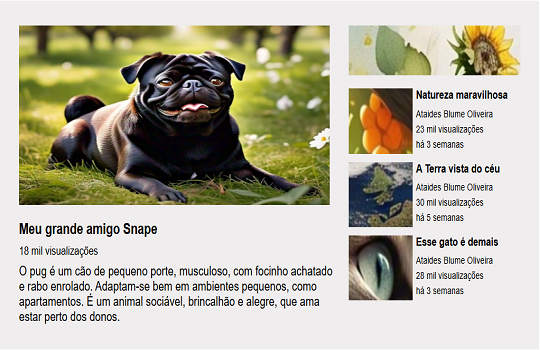 Meu grande amigo Snape
18 mil visualizações
O pug é um cão de pequeno porte, musculoso, com focinho achatado
e rabo enrolado. Adaptam-se bem em ambientes pequenos, como
apartamentos. É um animal sociável, brincalhão e alegre, que ama
estar perto dos donos.
Natureza maravilhosa
Ataides Blume Oliveira
23 mil visualizações
há 3 semanas
A Terra vista do céu
Ataides Blume Oliveira
30 mil visualizações
há 5 semanas
Esse gato é demais
Ataides Blume Oliveira
28 mil visualizações
há 3 semanas